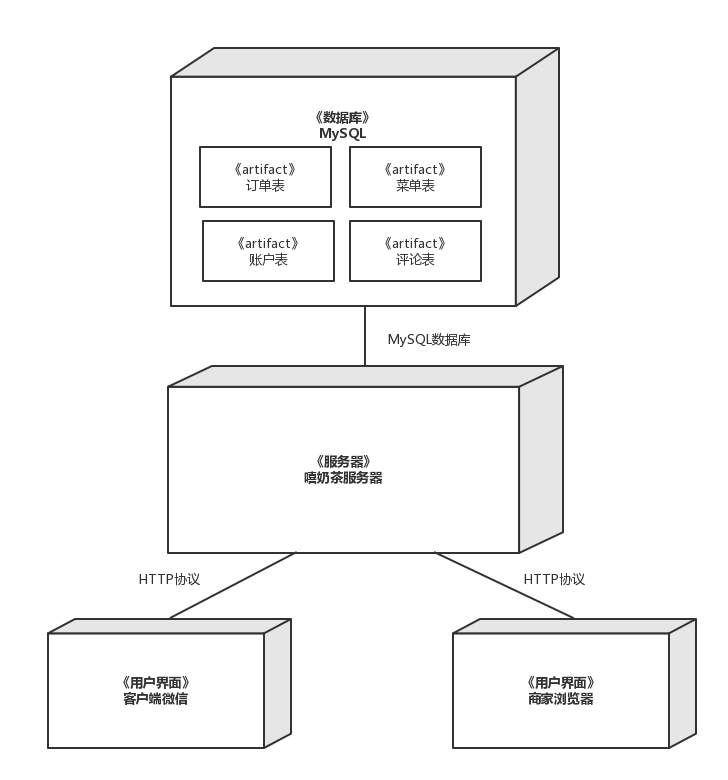 《数据库》
MySQL
《artifact》
订单表
《artifact》
菜单表
《artifact》
账户表
《artifact》
评论表
MySQL数据库
《服务器》
嘻奶茶服务器
HTTP协议
HTTP协议
《用户界面》
客户端微信
《用户界面》
商家浏览器